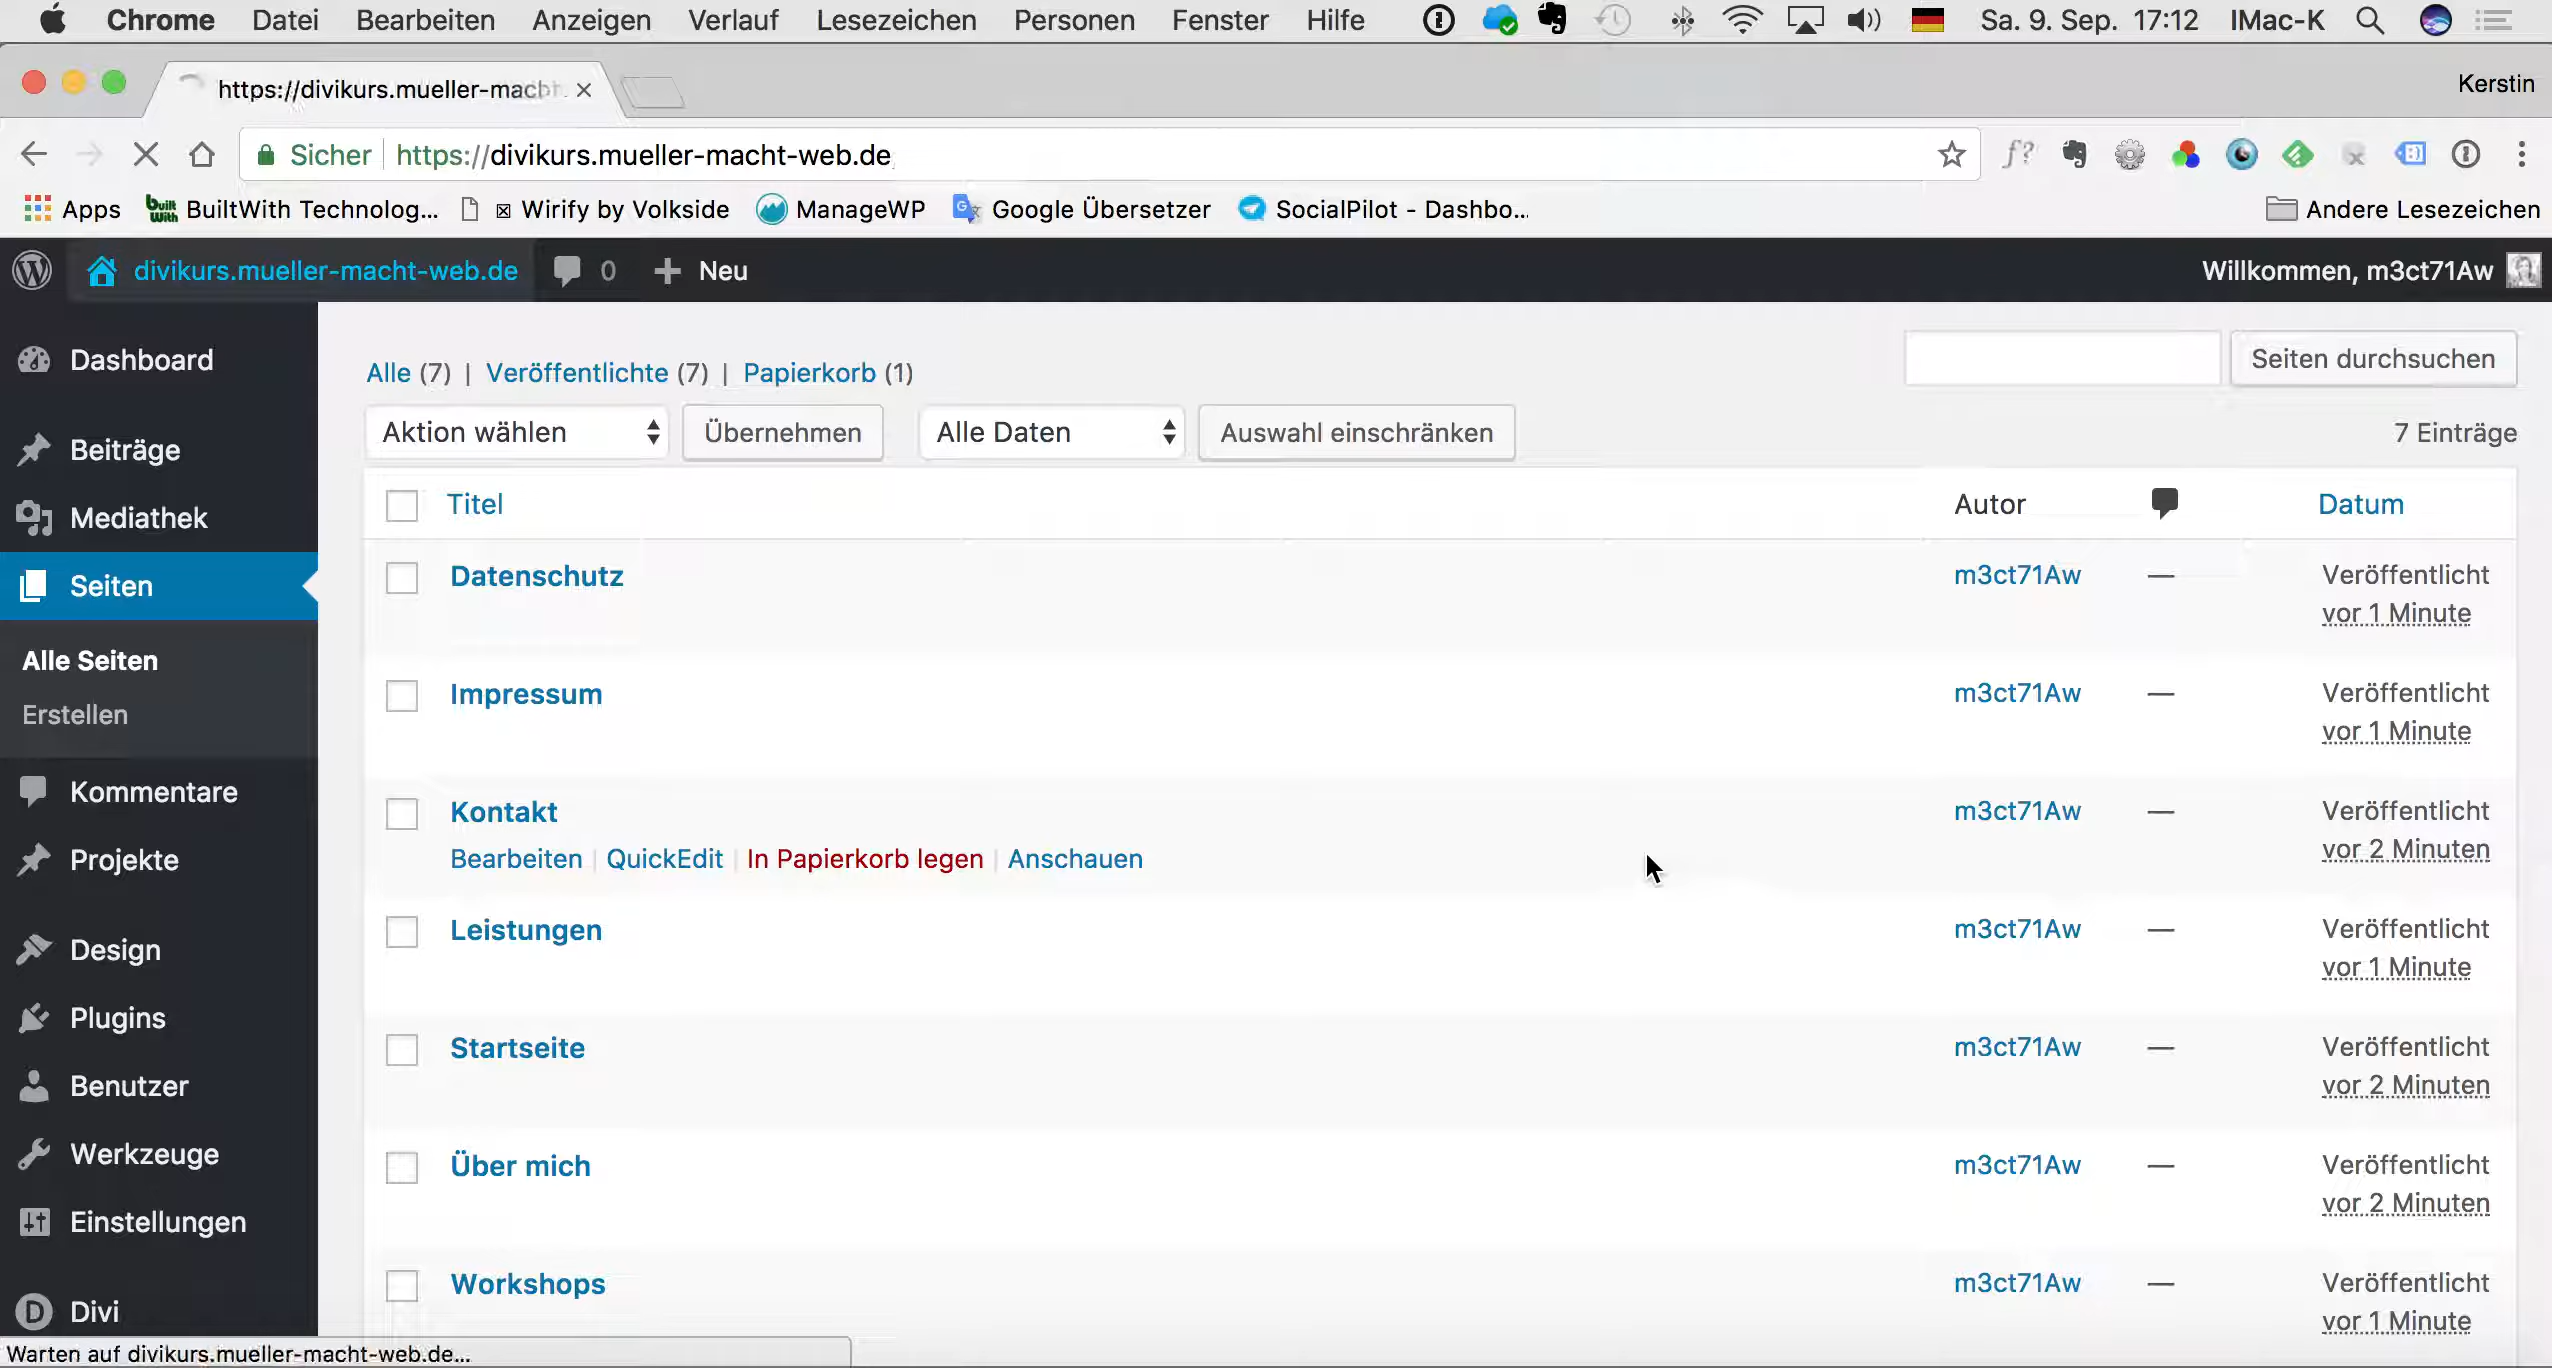 Chrome Datei Bearbeiten Anzeigen Verlauf Lesezeichen Personen Fenster Hilfe Sa. 9. Sep. 17:12 IMac-K
https://divikurs.mueller-macht Kerstin
Sicher https://divikurs.mueller-macht-web.de
Apps BuiltWith Technolog... Wirify by Volkside ManageWP Google Übersetzer SocialPilot - Dashbo... Andere Lesezeichen
divikurs.mueller-macht-web.de 0 Neu Willkommen, m3ct71Aw
Dashboard
Beiträge
Mediathek
Seiten
Alle Seiten
Erstellen
Kommentare
Projekte
Design
Plugins
Benutzer
Werkzeuge
Einstellungen
Divi
Alle (7) | Veröffentlichte (7) | Papierkorb (1) Seiten durchsuchen
Aktion wählen Übernehmen Alle Daten Auswahl einschränken 7 Einträge
Titel Autor Datum
Datenschutz m3ct71Aw — Veröffentlicht
vor 1 Minute
Impressum m3ct71Aw — Veröffentlicht
vor 1 Minute
Kontakt m3ct71Aw — Veröffentlicht
Bearbeiten | QuickEdit | In Papierkorb legen | Anschauen vor 2 Minuten
Leistungen m3ct71Aw — Veröffentlicht
vor 1 Minute
Startseite m3ct71Aw — Veröffentlicht
vor 2 Minuten
Über mich m3ct71Aw — Veröffentlicht
vor 2 Minuten
Workshops m3ct71Aw — Veröffentlicht
vor 1 Minute
Warten auf divikurs.mueller-macht-web.de...